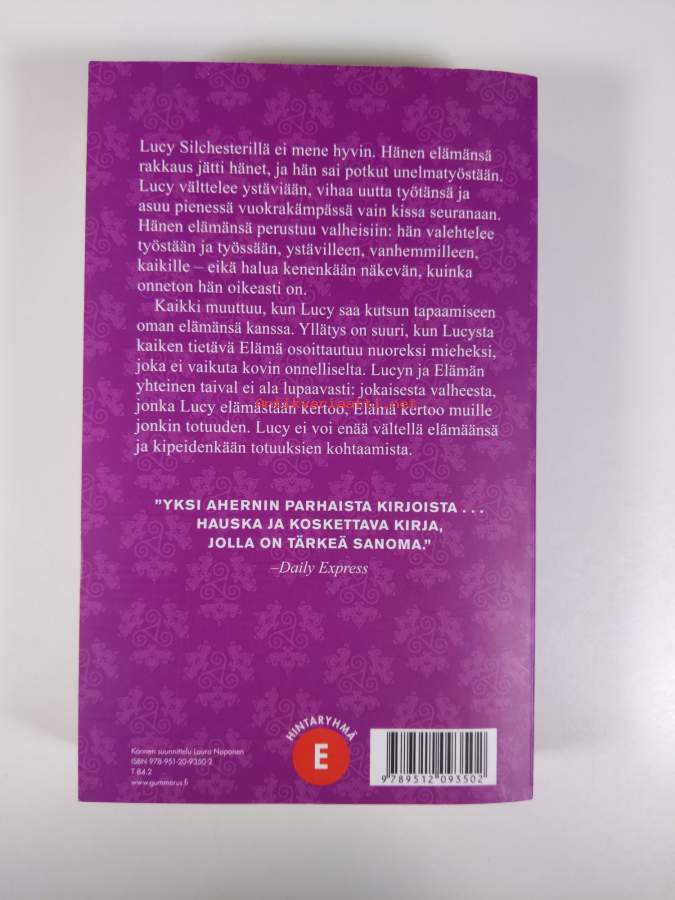 Lucy Silchesterillä ei mene hyvin. Hänen elämänsä
rakkaus jätti hänet, ja hän sai potkut unelmatyöstään.
Lucy välttelee ystäviään, vihaa uutta työtänsä ja
asuu pienessä vuokrakämpässä vain kissa seuranaan.
Hänen elämänsä perustuu valheisiin: hän valehtelee
työstään ja työssään, ystävilleen, vanhemmilleen,
kaikille – eikä halua kenenkään näkevän, kuinka
onneton hän oikeasti on.
Kaikki muuttuu, kun Lucy saa kutsun tapaamiseen
oman elämänsä kanssa. Yllätys on suuri, kun Lucysta
kaiken tietävä Elämä osoittautuu nuoreksi mieheksi,
joka ei vaikuta kovin onnelliselta. Lucyn ja Elämän
yhteinen taival ei ala lupaavasti: jokaisesta valheesta,
jonka Lucy elämästään kertoo, Elämä kertoo muille
jonkin totuuden. Lucy ei voi enää vältellä elämäänsä
ja kipeidenkään totuuksien kohtaamista.
"YKSI AHERNIN PARHAISTA KIRJOISTA . . .
HAUSKA JA KOSKETTAVA KIRJA,
JOLLA ON TÄRKEÄ SANOMA."
–Daily Express
Kannen suunnittelu Laura Noponen
ISBN 978-951-20-9350-2
T 84.2
www.gummerus.fi
HINTARYHMÄ
E
9789512093502
antikvariaatti.net